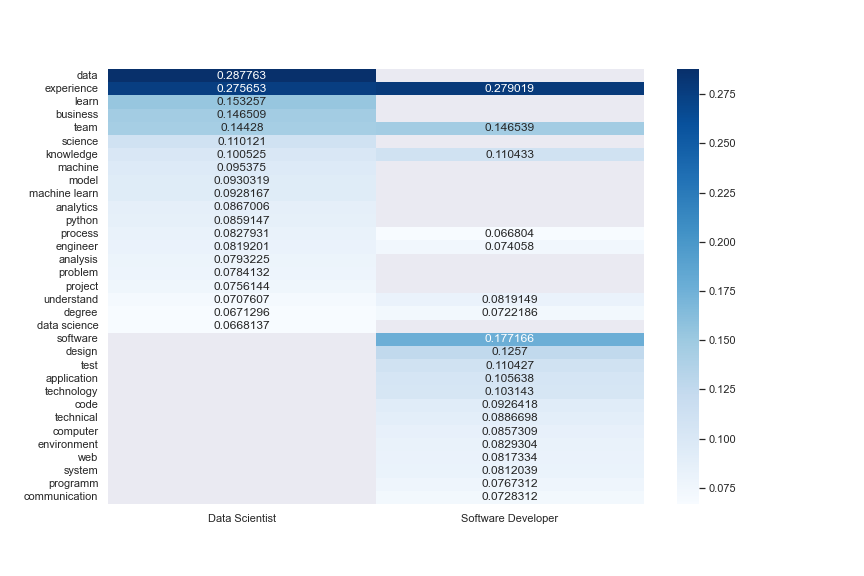 data 0.287763
experience 0.275653 0.279019
learn 0.153257
business 0.146509
team 0.14428 0.146539
science 0.110121
knowledge 0.100525 0.110433
machine 0.095375
model 0.0930319
machine learn 0.0928167
analytics 0.0867006
python 0.0859147
process 0.0827931 0.066804
engineer 0.0819201 0.074058
analysis 0.0793225
problem 0.0784132
project 0.0756144
understand 0.0707607 0.0819149
degree 0.0671296 0.0722186
data science 0.0668137
software 0.177166
design 0.1257
test 0.110427
application 0.105638
technology 0.103143
code 0.0926418
technical 0.0886698
computer 0.0857309
environment 0.0829304
web 0.0817334
system 0.0812039
programm 0.0767312
communication 0.0728312
Data Scientist Software Developer
0.275
0.250
0.225
0.200
0.175
0.150
0.125
0.100
0.075